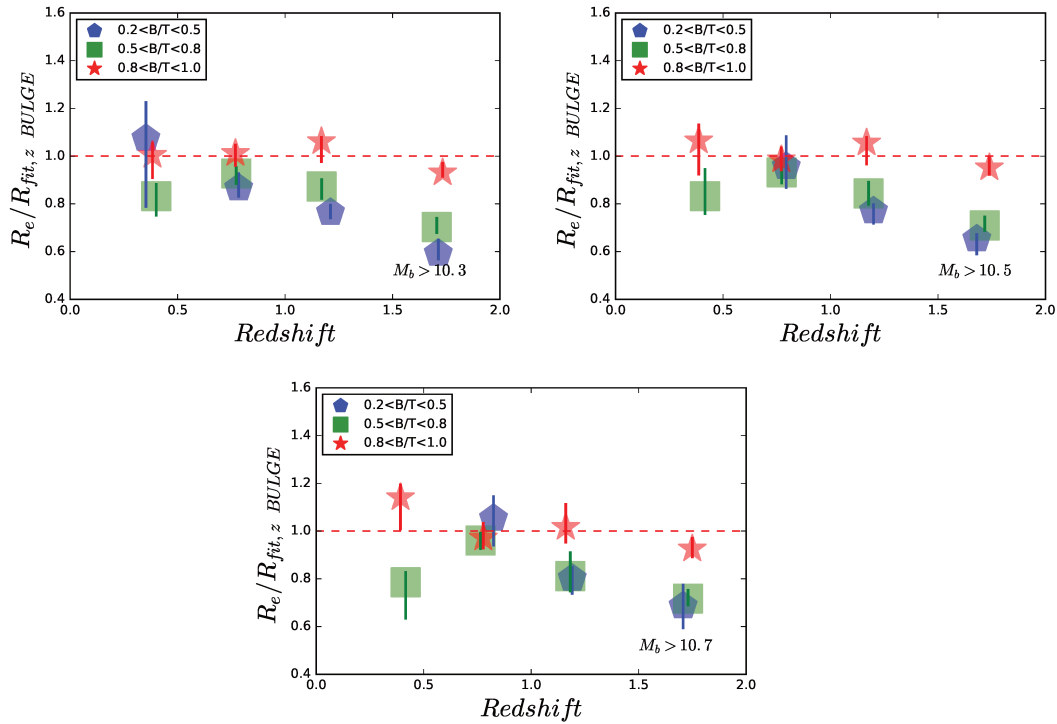 1.6
1.4
1.2
1.0
0.8
0.6
0.4
R_e/R_{fit,z BULGE}
0.2<B/T<0.5
0.5<B/T<0.8
0.8<B/T<1.0
M_b > 10.3
0.0 0.5 1.0 1.5 2.0
Redshift
1.6
1.4
1.2
1.0
0.8
0.6
0.4
R_e/R_{fit,z BULGE}
0.2<B/T<0.5
0.5<B/T<0.8
0.8<B/T<1.0
M_b > 10.5
0.0 0.5 1.0 1.5 2.0
Redshift
1.6
1.4
1.2
1.0
0.8
0.6
0.4
R_e/R_{fit,z BULGE}
0.2<B/T<0.5
0.5<B/T<0.8
0.8<B/T<1.0
M_b > 10.7
0.0 0.5 1.0 1.5 2.0
Redshift